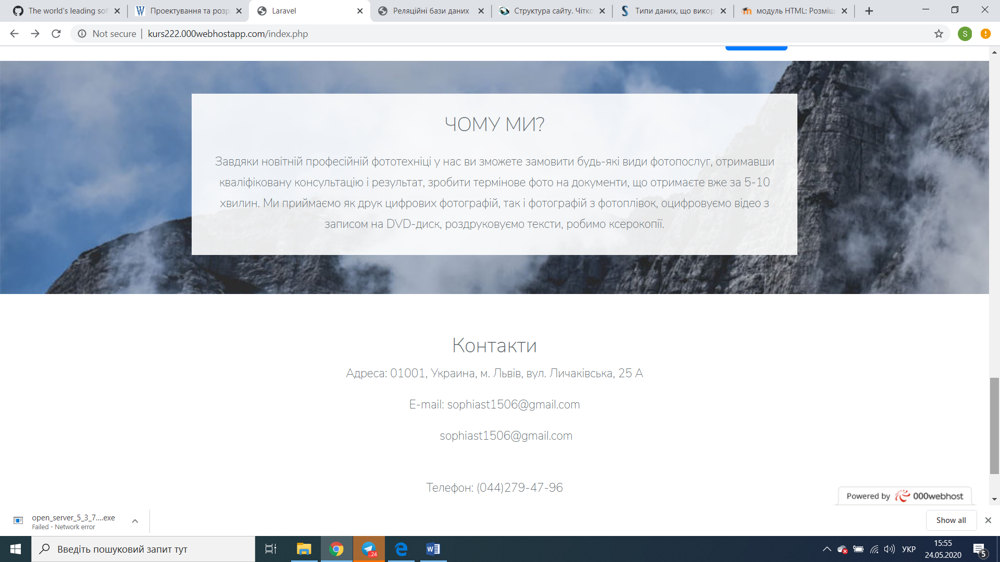 The world's leading sof
Проектування та розр
Laravel
Реляційні бази даних
Структура сайту. Чітко
Типи даних, що викор
модуль HTML: Розміщ
Not secure | kurs222.000webhostapp.com/index.php
S
ЧОМУ МИ?
Завдяки новітній професійній фототехніці у нас ви зможете замовити будь-які види фотопослуг, отримавши
кваліфіковану консультацію і результат, зробити термінове фото на документи, що отримаєте вже за 5-10
хвилин. Ми приймаємо як друк цифрових фотографій, так і фотографій з фотоплівок, оцифровуємо відео з
записом на DVD-диск, роздруковуємо тексти, робимо ксерокопії.
Контакти
Адреса: 01001, Украина, м. Львів, вул. Личаківська, 25 А
E-mail: sophiast1506@gmail.com
sophiast1506@gmail.com
Телефон: (044)279-47-96
Powered by 000webhost
open_server_5_3_7....exe
Failed - Network error
Show all
Введіть пошуковий запит тут
..24
УКР
15:55
24.05.2020
5